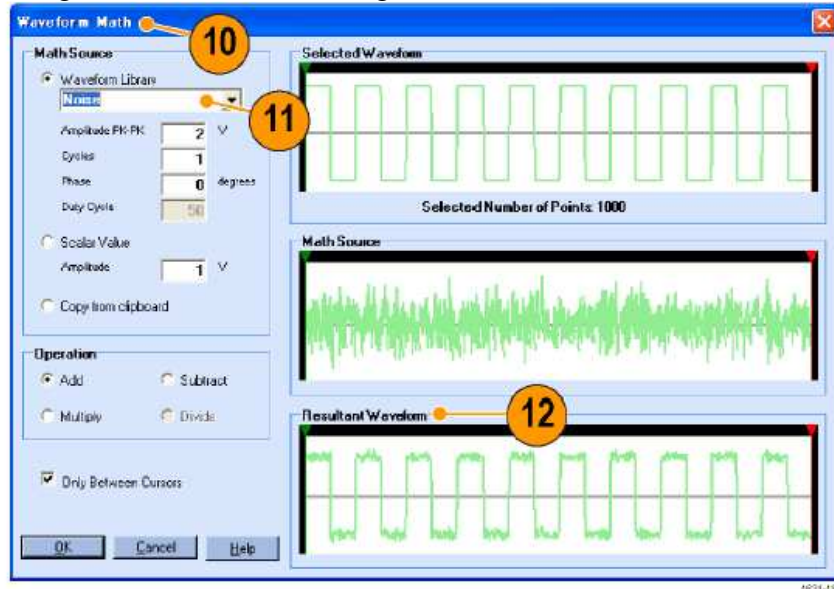 Waveform Math
10
Math Source
Waveform Library
Noise
11
Amplitude PK-PK 2 V
Cycles 1
Phase 0 degrees
Duty Cycle 50
Scalar Value
Amplitude 1 V
Copy from clipboard
Operation
Add Subtract
Multiply Divide
Only Between Cursors
OK Cancel Help
Selected Waveform
Selected Number of Points: 1000
Math Source
Resultant Waveform
12